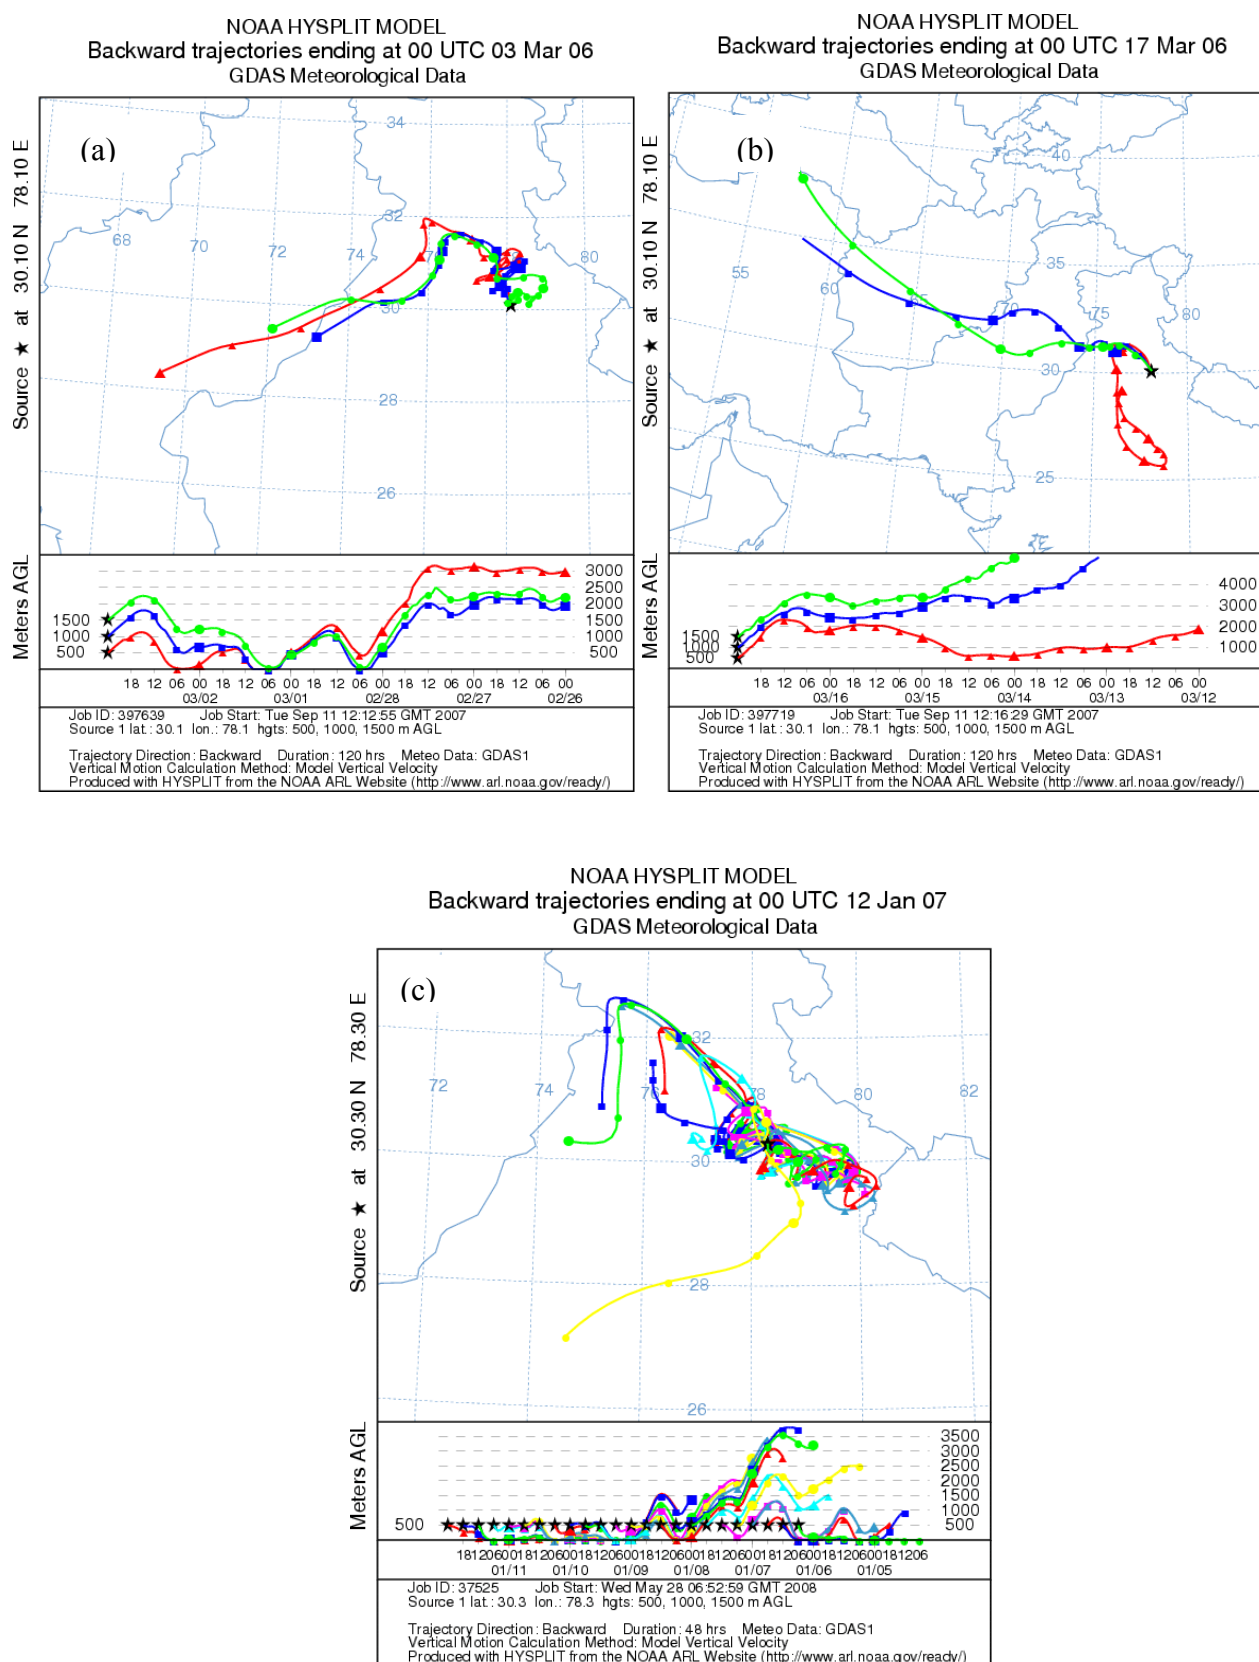 NOAA HYSPLIT MODEL
Backward trajectories ending at 00 UTC 03 Mar 06
GDAS Meteorological Data
(a)
Source ★ at 30.10 N 78.10 E
34
32
68
70
72
74
76
80
30
28
26
Meters AGL
1500
1000
500
3000
2500
2000
1500
1000
500
18 12 06 00 18 12 06 00 18 12 06 00 18 12 06 00 18 12 06 00
03/02 03/01 02/28 02/27 02/26
Job ID: 397639 Job Start: Tue Sep 11 12:12:55 GMT 2007
Source 1 lat.: 30.1 lon.: 78.1 hgts: 500, 1000, 1500 m AGL
Trajectory Direction: Backward Duration: 120 hrs Meteo Data: GDAS1
Vertical Motion Calculation Method: Model Vertical Velocity
Produced with HYSPLIT from the NOAA ARL Website (http://www.arl.noaa.gov/ready/)
NOAA HYSPLIT MODEL
Backward trajectories ending at 00 UTC 17 Mar 06
GDAS Meteorological Data
(b)
Source ★ at 30.10 N 78.10 E
40
35
55
60
65
70
75
80
30
25
Meters AGL
1500
1000
500
4000
3000
2000
1000
18 12 06 00 18 12 06 00 18 12 06 00 18 12 06 00 18 12 06 00
03/16 03/15 03/14 03/13 03/12
Job ID: 397719 Job Start: Tue Sep 11 12:16:29 GMT 2007
Source 1 lat.: 30.1 lon.: 78.1 hgts: 500, 1000, 1500 m AGL
Trajectory Direction: Backward Duration: 120 hrs Meteo Data: GDAS1
Vertical Motion Calculation Method: Model Vertical Velocity
Produced with HYSPLIT from the NOAA ARL Website (http://www.arl.noaa.gov/ready/)
NOAA HYSPLIT MODEL
Backward trajectories ending at 00 UTC 12 Jan 07
GDAS Meteorological Data
(c)
Source ★ at 30.30 N 78.30 E
32
72
74
76
78
80
82
30
28
26
Meters AGL
500
3500
3000
2500
2000
1500
1000
500
18120600181206001812060018120600181206001812060018120600181206
01/11 01/10 01/09 01/08 01/07 01/06 01/05
Job ID: 37525 Job Start: Wed May 28 06:52:59 GMT 2008
Source 1 lat.: 30.3 lon.: 78.3 hgts: 500, 1000, 1500 m AGL
Trajectory Direction: Backward Duration: 48 hrs Meteo Data: GDAS1
Vertical Motion Calculation Method: Model Vertical Velocity
Produced with HYSPLIT from the NOAA ARL Website (http://www.arl.noaa.gov/ready/)